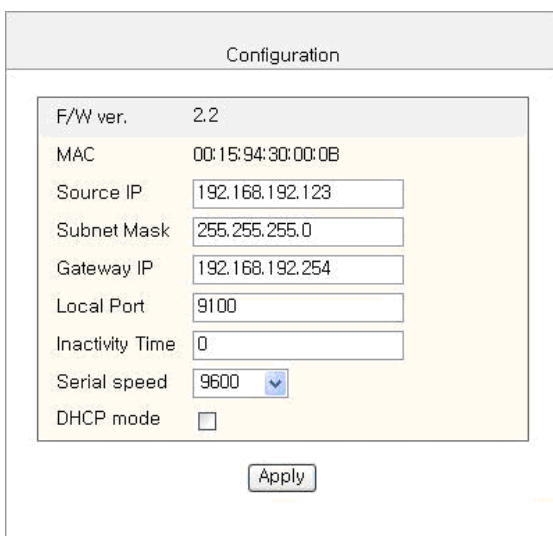 Configuration
F/W ver. 2.2
MAC 00:15:94:30:00:0B
Source IP 192.168.192.123
Subnet Mask 255.255.255.0
Gateway IP 192.168.192.254
Local Port 9100
Inactivity Time 0
Serial speed 9600
DHCP mode
Apply